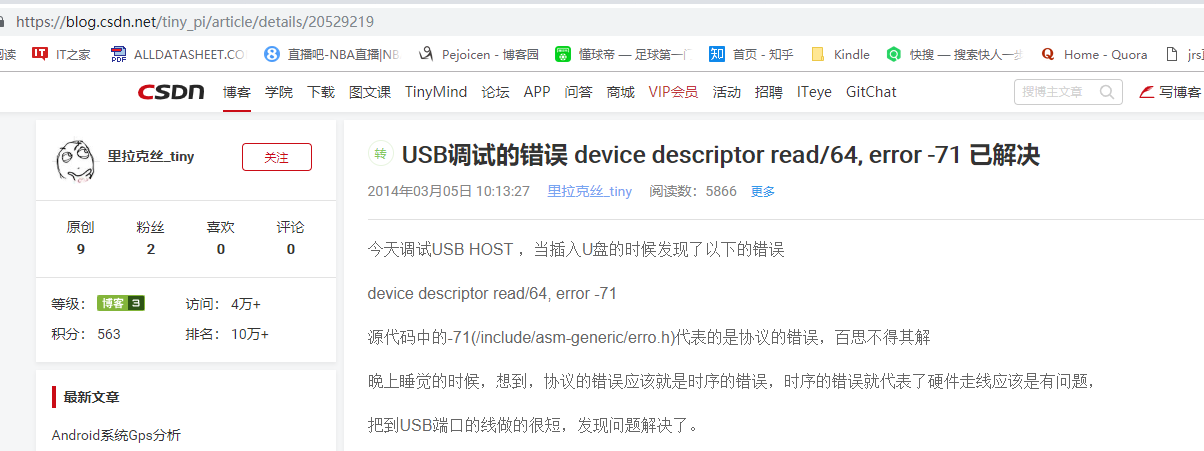 https://blog.csdn.net/tiny_pi/article/details/20529219
阅读 IT之家 ALLDATASHEET.CO 直播吧-NBA直播|NB Pejoicen - 博客园 懂球帝 — 足球第一门 首页 - 知乎 Kindle 快搜 — 搜索快人一步 Home - Quora jrs
CSDN 博客 学院 下载 图文课 TinyMind 论坛 APP 问答 商城 VIP会员 活动 招聘 ITeye GitChat 搜博主文章 写博客
里拉克丝_tiny 关注
原创 粉丝 喜欢 评论
9 2 0 0
等级： 博客 3 访问： 4万+
积分： 563 排名： 10万+
最新文章
Android系统Gps分析
转 USB调试的错误 device descriptor read/64, error -71 已解决
2014年03月05日 10:13:27 里拉克丝_tiny 阅读数：5866 更多
今天调试USB HOST ，当插入U盘的时候发现了以下的错误
device descriptor read/64, error -71
源代码中的-71(/include/asm-generic/erro.h)代表的是协议的错误，百思不得其解
晚上睡觉的时候，想到，协议的错误应该就是时序的错误，时序的错误就代表了硬件走线应该是有问题，
把到USB端口的线做的很短，发现问题解决了。